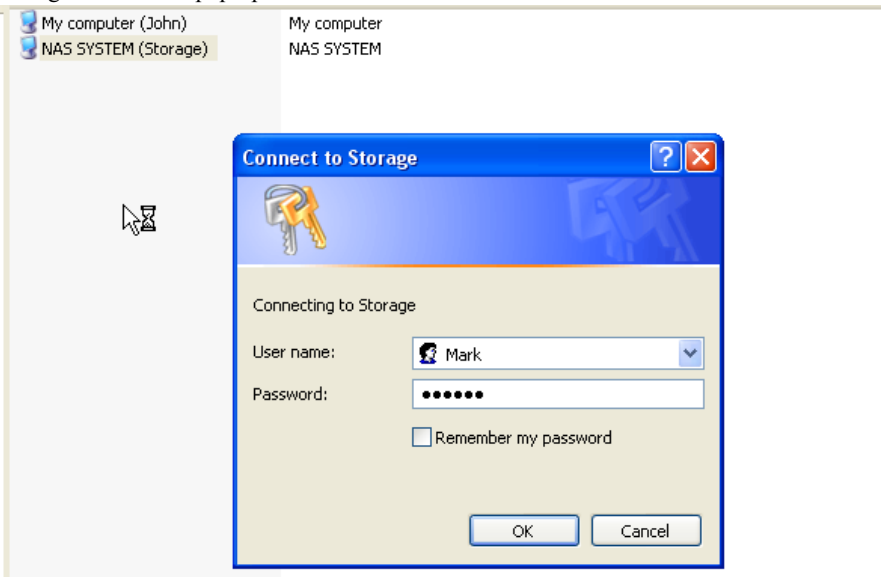 My computer (John) My computer
NAS SYSTEM (Storage) NAS SYSTEM
Connect to Storage
Connecting to Storage
User name: Mark
Password: ••••••
Remember my password
OK Cancel